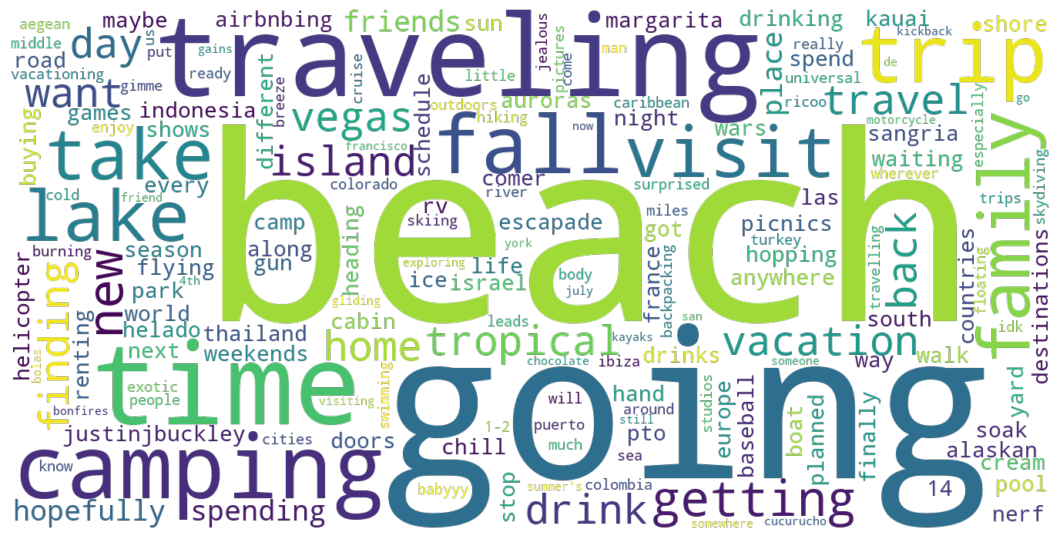 aegean
maybe
airbnbing
friends
sun
margarita
drinking
kauai
kickback
shore
middle
road
us
put
gains
day
traveling
jealous
man
pictures
come
place
really
spend
trip
de
vacationing
gimme
ready
want
breeze
cruise
little
universal
games
indonesia
different
vegas
schedule
outdoors
hiking
auroras
caribbean
night
travel
ricoo
go
buying
enjoy
shows
take
francisco
fall
now
wars
visit
motorcycle
sangria
especially
cold
friend
every
island
comer
surprised
las
waiting
wherever
lake
colorado
river
rv
skiing
escapade
miles
picnics
trips
skydiving
beach
burning
season
camp
along
gun
heading
york
exploring
life
ice
israel
body
turkey
got
hopping
anywhere
travelling
back
family
floating
destinations
helicopter
finding
new
flying
4th
park
gliding
july
france
backpacking
countries
world
helado
thailand
cabin
leads
san
kayaks
south
idk
bolas
renting
next
weekends
home
tropical
vacation
walk
exotic
people
time
visiting
swimming
going
chocolate
ibiza
someone
drinks
way
yard
bonfires
justinjbuckley
cities
doors
1-2
will
hand
puerto
around
still
studios
europe
baseball
boat
planned
finally
soak
alaskan
camping
chill
much
pto
sea
know
babyyy
summer's
colombia
cream
pool
14
hopefully
spending
stop
drink
cucurucho
getting
somewhere
nerf